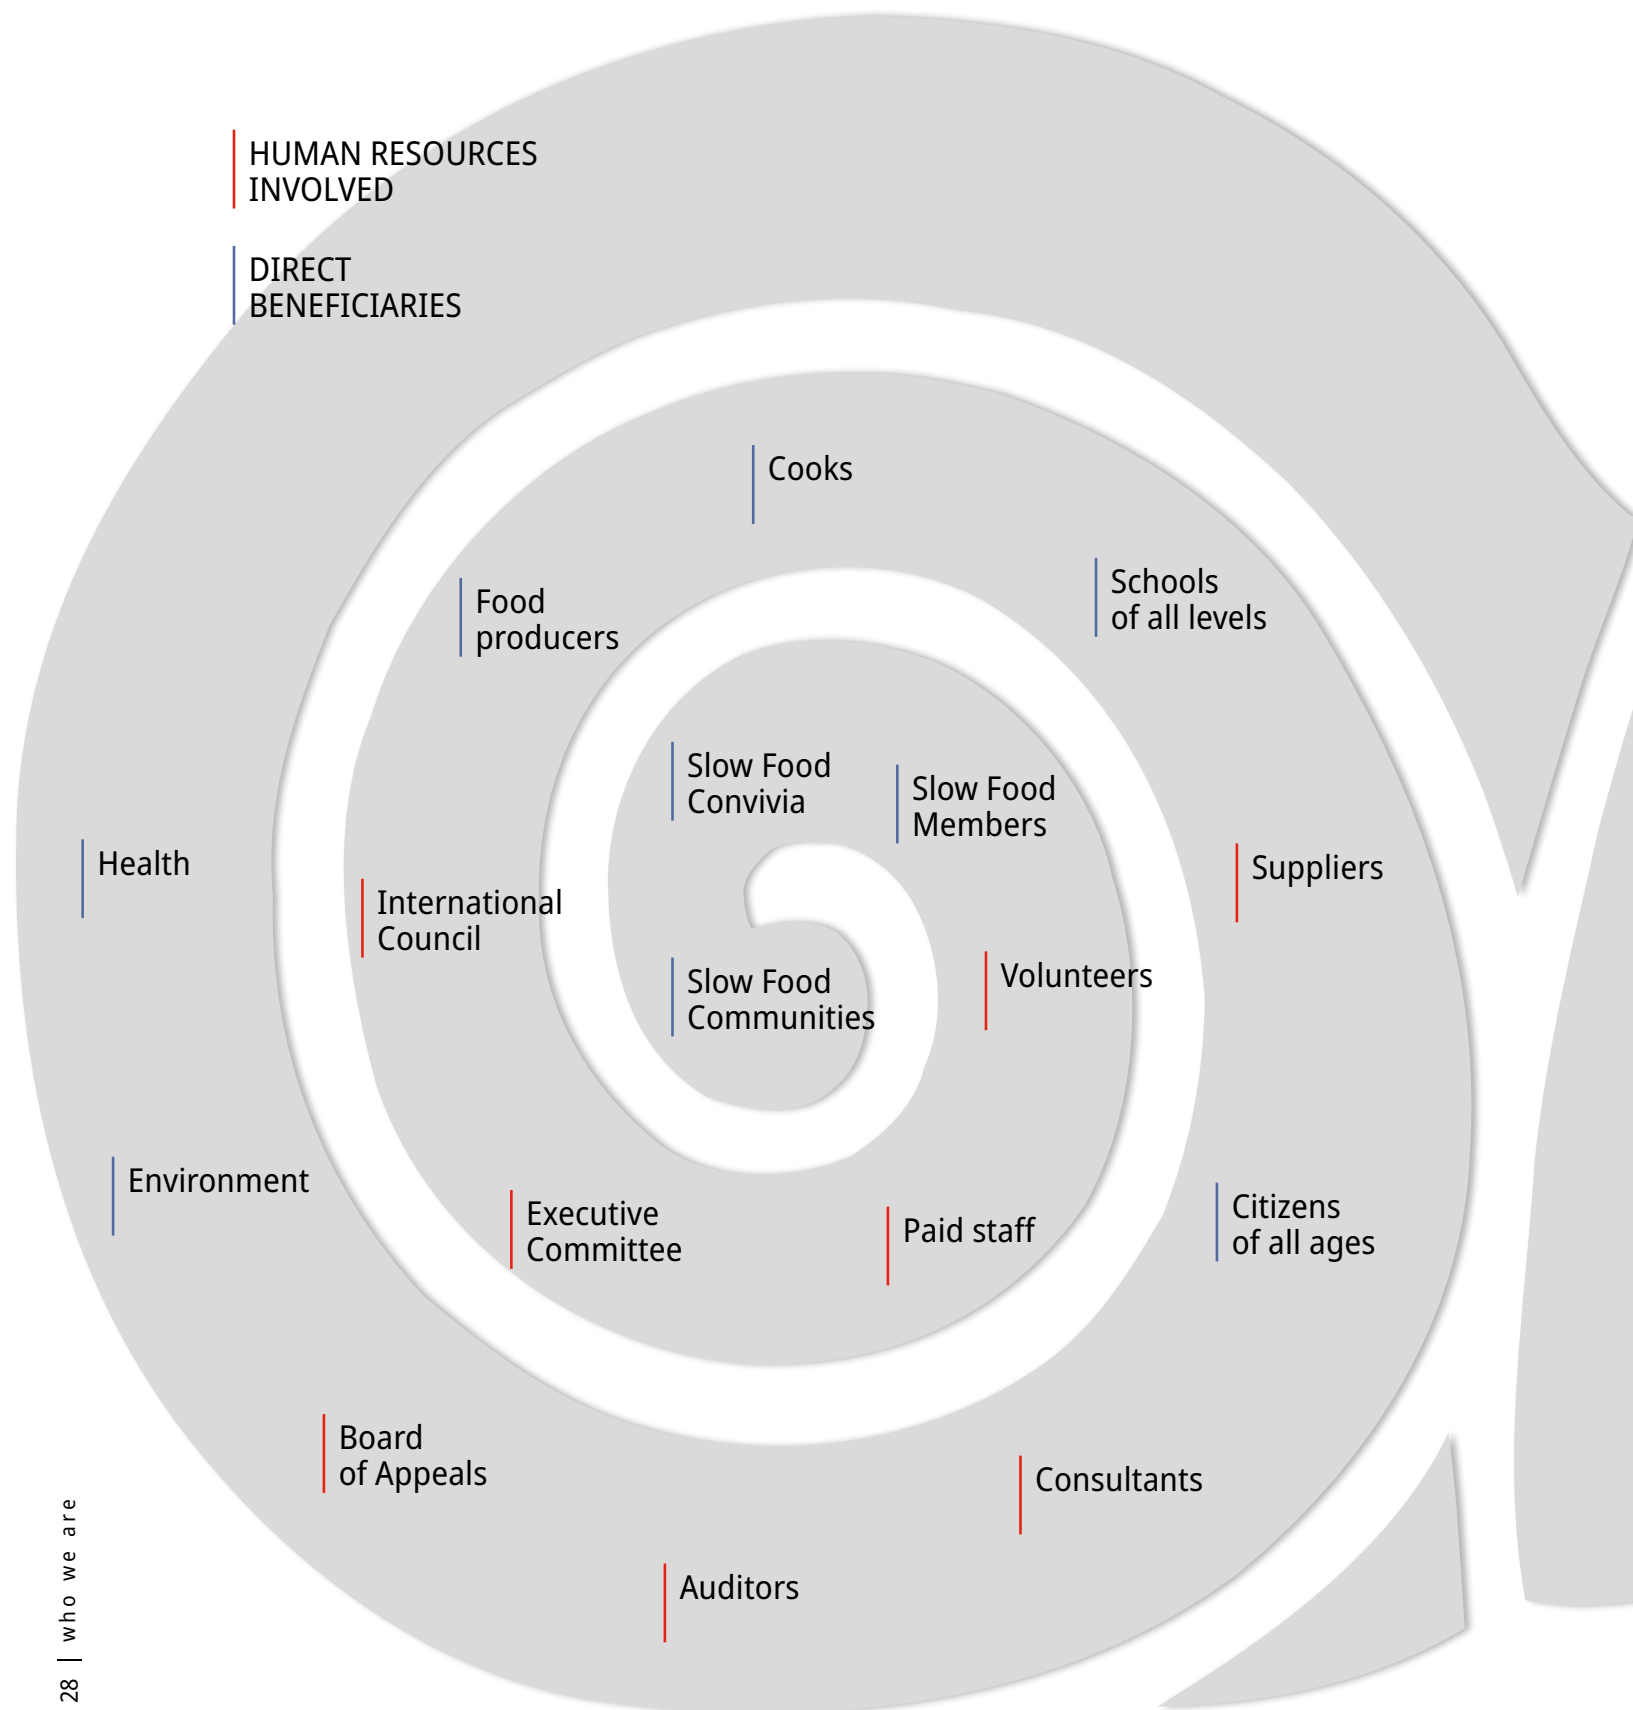 HUMAN RESOURCES
INVOLVED
DIRECT
BENEFICIARIES
Cooks
Schools
of all levels
Food
producers
Slow Food
Convivia
Slow Food
Members
Health
Suppliers
International
Council
Volunteers
Slow Food
Communities
Environment
Executive
Committee
Paid staff
Citizens
of all ages
Board
of Appeals
Consultants
Auditors
28 | who we are